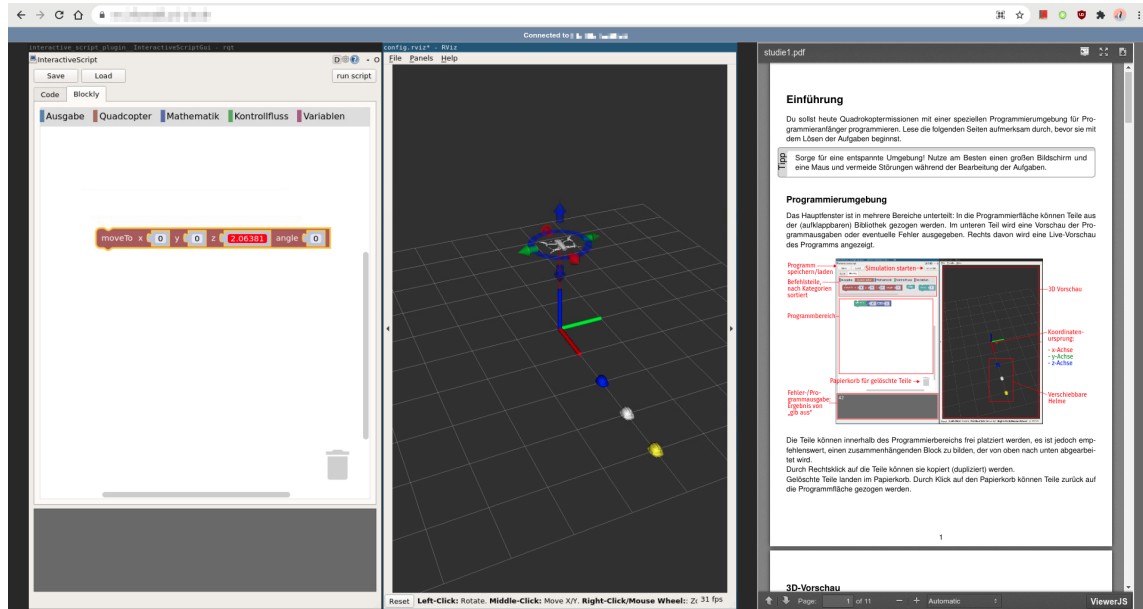 Connected to
interactive_script_plugin__InteractiveScriptGui - rqt
InteractiveScript
D
- O
Save
Load
run script
Code
Blockly
Ausgabe
Quadcopter
Mathematik
Kontrollfluss
Variablen
moveTo x 0 y 0 z 2.06381 angle 0
config.rviz* - RViz
File Panels Help
Reset Left-Click: Rotate. Middle-Click: Move X/Y. Right-Click/Mouse Wheel:: Zo 31 fps
studie1.pdf
Einführung
Du sollst heute Quadrokoptermissionen mit einer speziellen Programmierumgebung für Pro-
grammieranfänger programmieren. Lese die folgenden Seiten aufmerksam durch, bevor sie mit
dem Lösen der Aufgaben beginnst.
Tipp
Sorge für eine entspannte Umgebung! Nutze am Besten einen großen Bildschirm und
eine Maus und vermeide Störungen während der Bearbeitung der Aufgaben.
Programmierumgebung
Das Hauptfenster ist in mehrere Bereiche unterteilt: In die Programmierfläche können Teile aus
der (aufklappbaren) Bibliothek gezogen werden. Im unteren Teil wird eine Vorschau der Pro-
grammausgaben oder eventuelle Fehler ausgegeben. Rechts davon wird eine Live-Vorschau
des Programms angezeigt.
Programm
speichern/laden
Simulation starten
Befehlsteile,
nach Kategorien
sortiert
Programmbereich
Papierkorb für gelöschte Teile
Fehler-/Pro-
grammausgabe:
Ergebnis von
„gib aus"
42
3D Vorschau
Koordinaten-
ursprung:
- x-Achse
- y-Achse
- z-Achse
Verschiebbare
Helme
Die Teile können innerhalb des Programmierbereichs frei platziert werden, es ist jedoch emp-
fehlenswert, einen zusammenhängenden Block zu bilden, der von oben nach unten abgearbei-
tet wird.
Durch Rechtsklick auf die Teile können sie kopiert (dupliziert) werden.
Gelöschte Teile landen im Papierkorb. Durch Klick auf den Papierkorb können Teile zurück auf
die Programmfläche gezogen werden.
1
3D-Vorschau
Page: 1 of 11 − + Automatic
ViewerJS